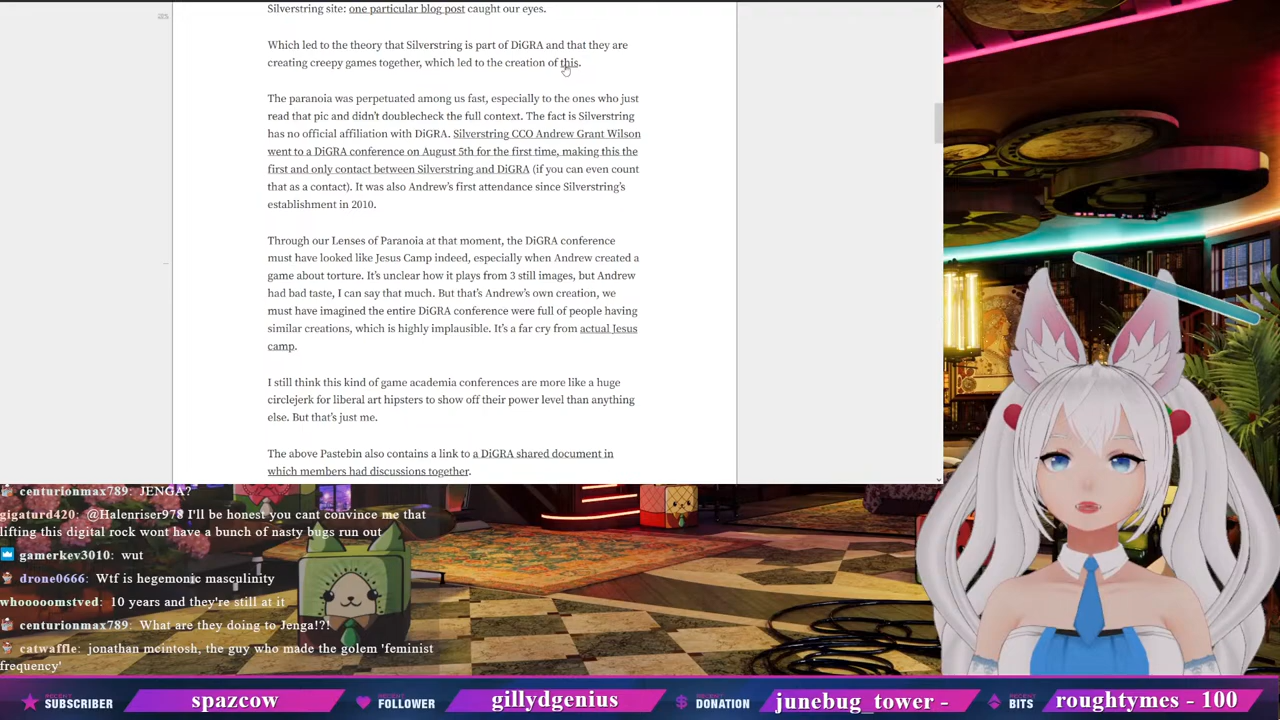 Silverstring site: one particular blog post caught our eyes.
Which led to the theory that Silverstring is part of DiGRA and that they are
creating creepy games together, which led to the creation of this.
The paranoia was perpetuated among us fast, especially to the ones who just
read that pic and didn't doublecheck the full context. The fact is Silverstring
has no official affiliation with DiGRA. Silverstring CCO Andrew Grant Wilson
went to a DiGRA conference on August 5th for the first time, making this the
first and only contact between Silverstring and DiGRA (if you can even count
that as a contact). It was also Andrew's first attendance since Silverstring's
establishment in 2010.
Through our Lenses of Paranoia at that moment, the DiGRA conference
must have looked like Jesus Camp indeed, especially when Andrew created a
game about torture. It's unclear how it plays from 3 still images, but Andrew
had bad taste, I can say that much. But that's Andrew's own creation, we
must have imagined the entire DiGRA conference were full of people having
similar creations, which is highly implausible. It's a far cry from actual Jesus
camp.
I still think this kind of game academia conferences are more like a huge
circlejerk for liberal art hipsters to show off their power level than anything
else. But that's just me.
The above Pastebin also contains a link to a DiGRA shared document in
which members had discussions together.
centurionmax789: JENGA?
gigaturd420: @Halenriser978 I'll be honest you cant convince me that
lifting this digital rock wont have a bunch of nasty bugs run out
gamerkev3010: wut
drone0666: Wtf is hegemonic masculinity
whooooomstved: 10 years and they're still at it
centurionmax789: What are they doing to Jenga!?!
catwaffle: jonathan mcintosh, the guy who made the golem 'feminist
frequency'
RECENT SUBSCRIBER spazcow RECENT FOLLOWER gillydgenius RECENT DONATION junebug_tower - RECENT BITS roughtymes - 100